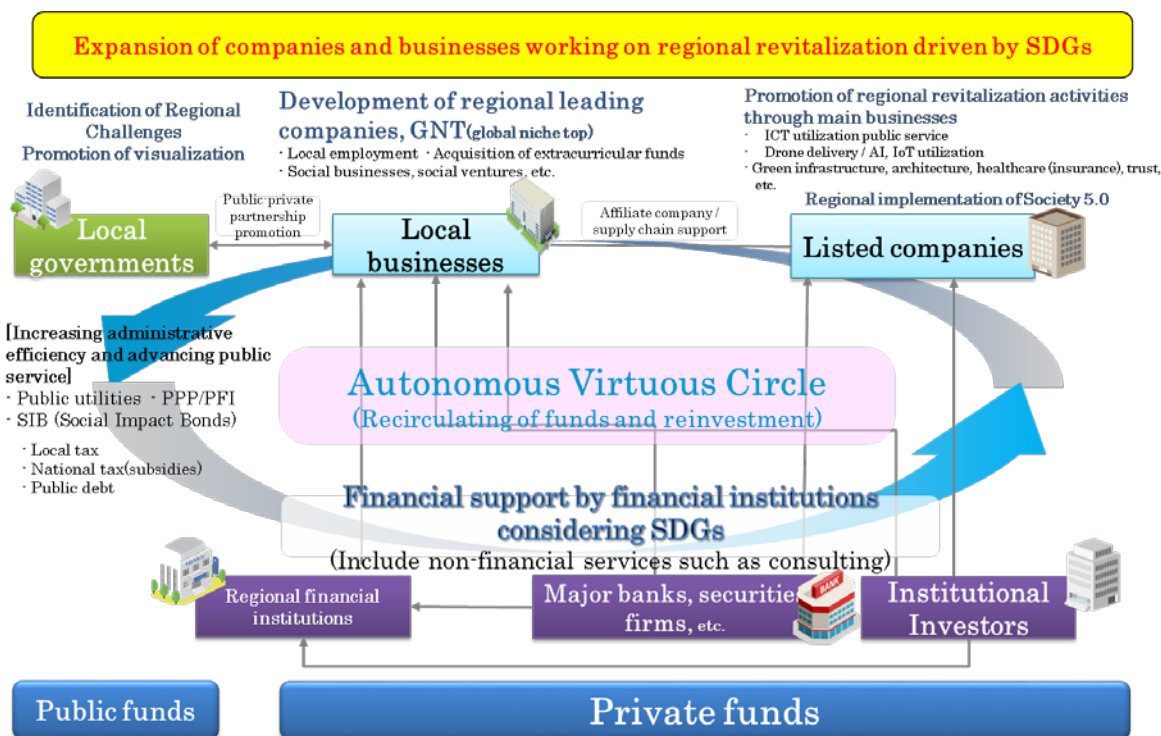 Expansion of companies and businesses working on regional revitalization driven by SDGs
Identification of Regional
Challenges
Promotion of visualization
Development of regional leading
companies, GNT(global niche top)
· Local employment · Acquisition of extracurricular funds
· Social businesses, social ventures, etc.
Promotion of regional revitalization activities
through main businesses
· ICT utilization public service
· Drone delivery / AI, IoT utilization
· Green infrastructure, architecture, healthcare (insurance), trust,
etc.
Regional implementation of Society 5.0
Local
governments
Public-private
partnership
promotion
Local
businesses
Affiliate company /
supply chain support
Listed companies
[Increasing administrative
efficiency and advancing public
service]
· Public utilities · PPP/PFI
· SIB (Social Impact Bonds)
· Local tax
· National tax(subsidies)
· Public debt
Autonomous Virtuous Circle
(Recirculating of funds and reinvestment)
Financial support by financial institutions
considering SDGs
(Include non-financial services such as consulting)
Regional financial
institutions
Major banks, securities
firms, etc.
BANK
Institutional
Investors
Public funds
Private funds